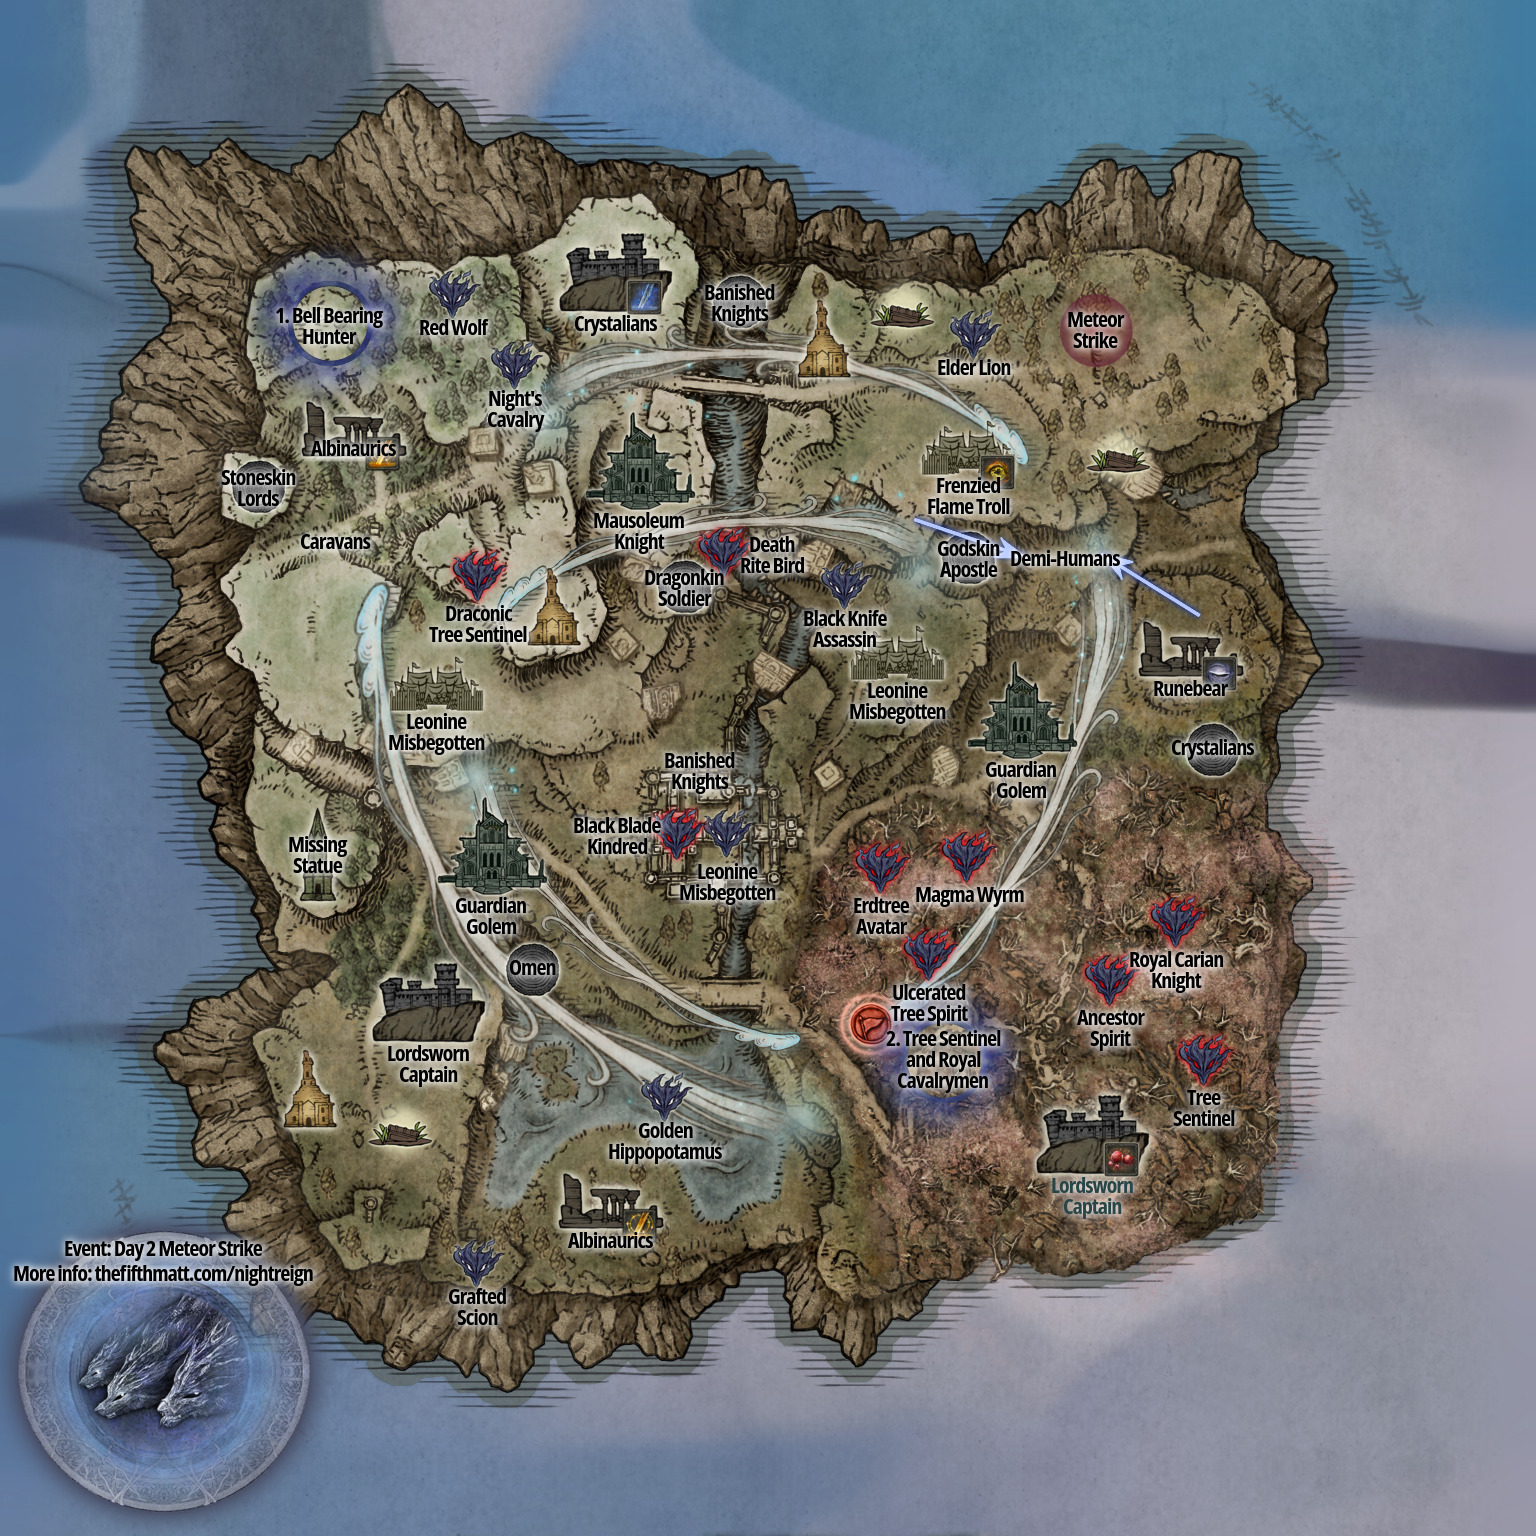 1. Bell Bearing
Hunter
Red Wolf
Crystalians
Banished
Knights
Meteor
Strike
Elder Lion
Night's
Cavalry
Albinaurics
Stoneskin
Lords
Frenzied
Flame Troll
Mausoleum
Knight
Caravans
Death
Rite Bird
Godskin
Apostle
Demi-Humans
Dragonkin
Soldier
Draconic
Tree Sentinel
Black Knife
Assassin
Leonine
Misbegotten
Runebear
Leonine
Misbegotten
Crystalians
Banished
Knights
Guardian
Golem
Black Blade
Kindred
Missing
Statue
Leonine
Misbegotten
Magma Wyrm
Erdtree
Avatar
Guardian
Golem
Omen
Royal Carian
Knight
Ulcerated
Tree Spirit
Ancestor
Spirit
2. Tree Sentinel
and Royal
Cavalrymen
Lordsworn
Captain
Tree
Sentinel
Golden
Hippopotamus
Lordsworn
Captain
Albinaurics
Event: Day 2 Meteor Strike
More info: thefifthmatt.com/nightreign
Grafted
Scion